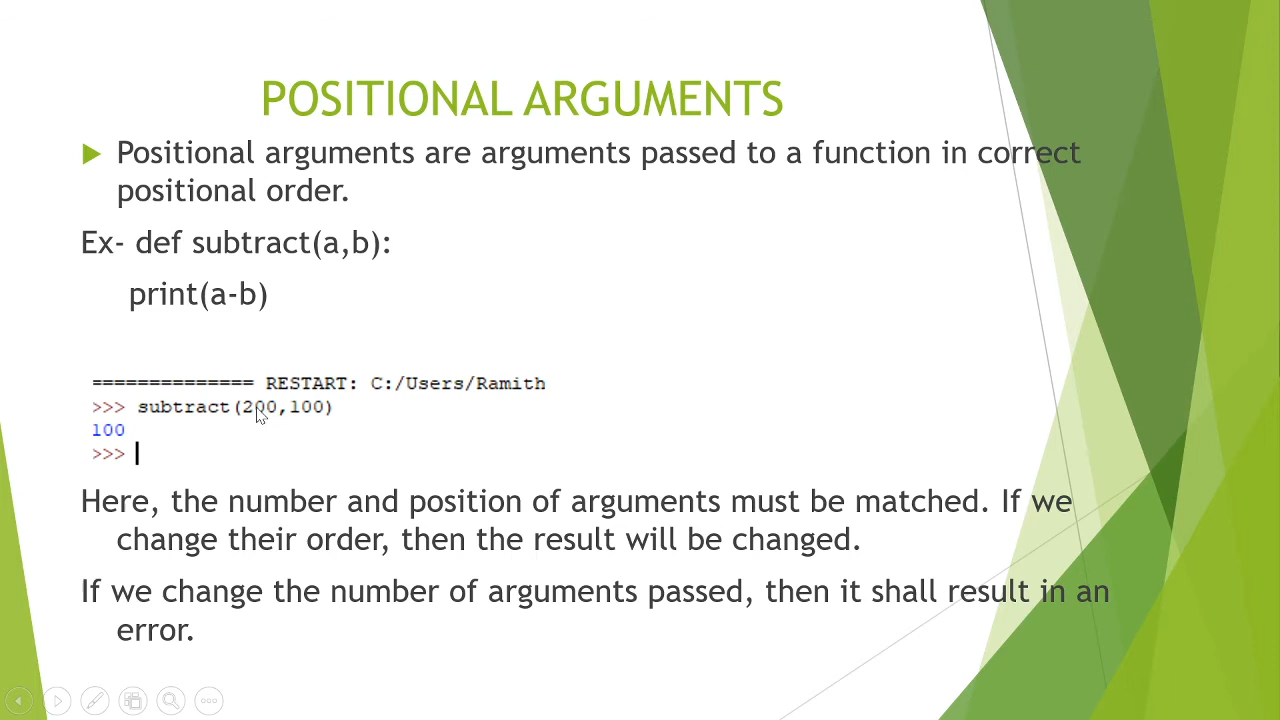 POSITIONAL ARGUMENTS
Positional arguments are arguments passed to a function in correct
positional order.
Ex- def subtract(a,b):
print(a-b)
============== RESTART: C:/Users/Ramith
>>> subtract(200,100)
100
>>>
Here, the number and position of arguments must be matched. If we
change their order, then the result will be changed.
If we change the number of arguments passed, then it shall result in an
error.